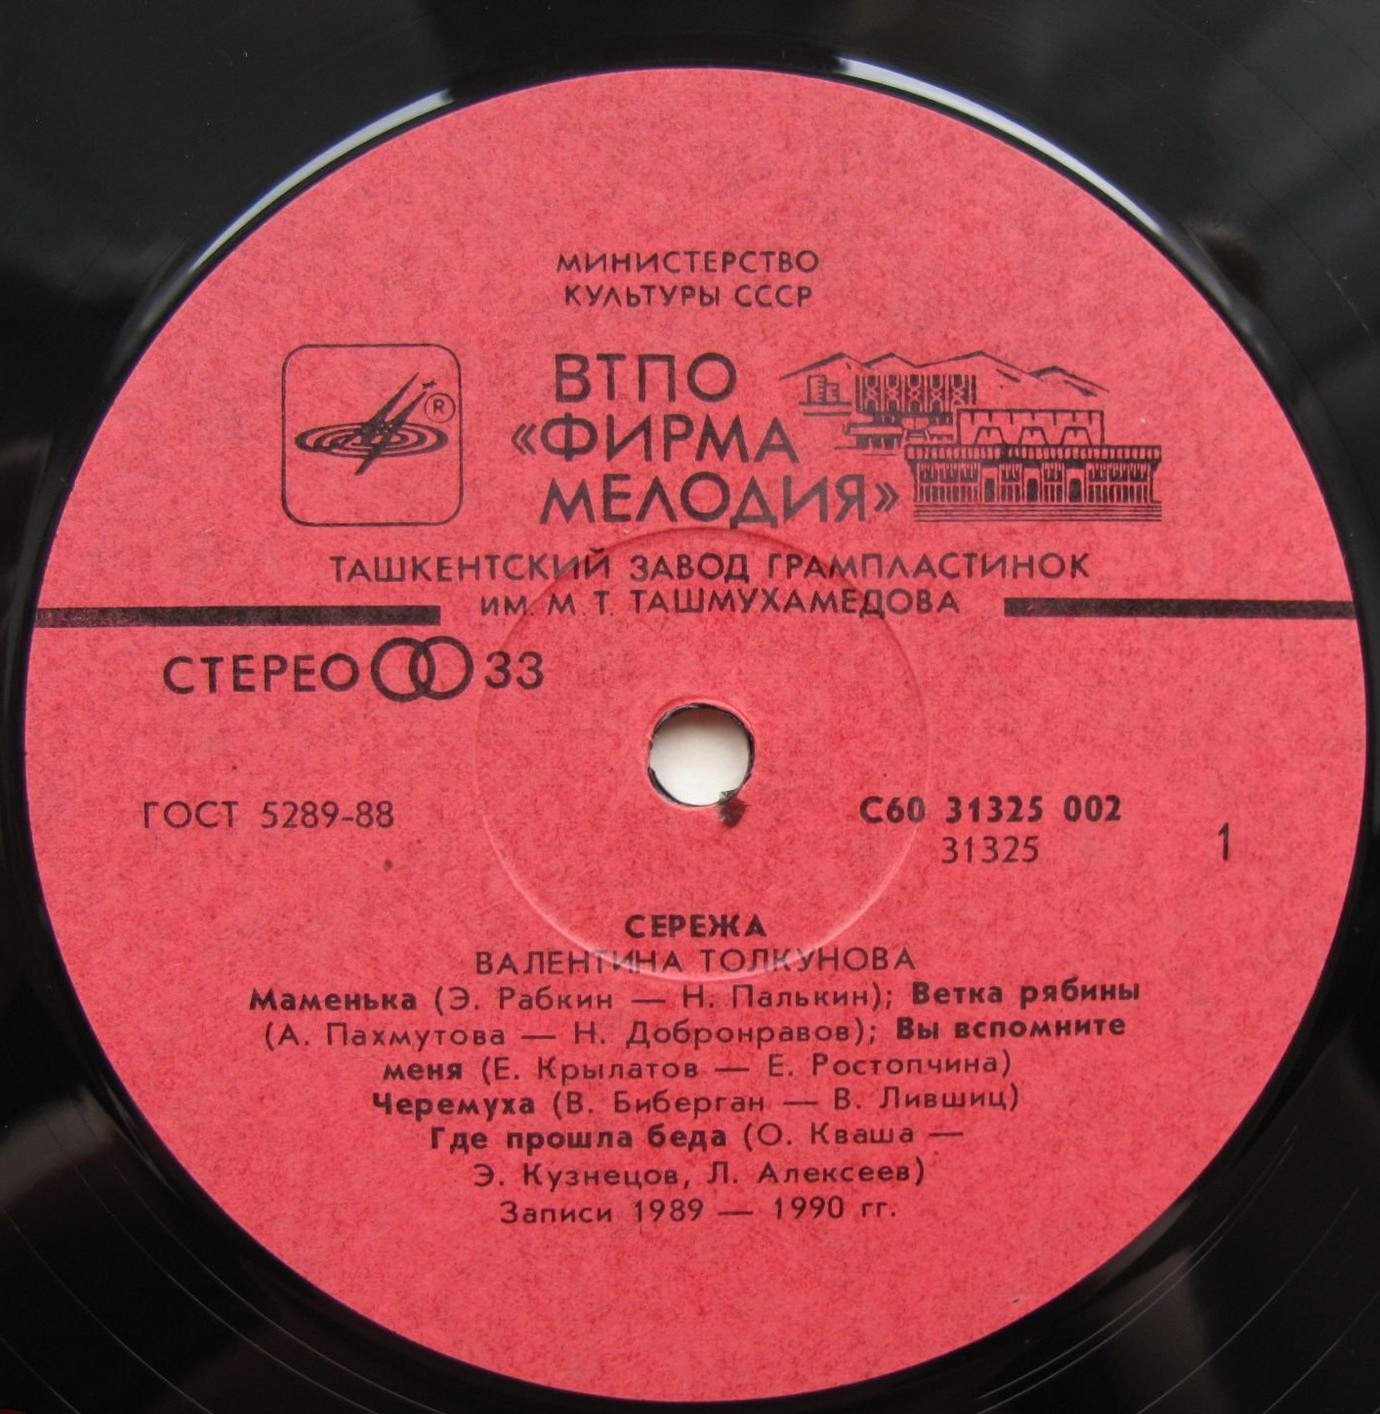 МИНИСТЕРСТВО
КУЛЬТУРЫ СССР
ВТПО
«ФИРМА
МЕЛОДИЯ»
®
ТАШКЕНТСКИЙ ЗАВОД ГРАМПЛАСТИНОК
ИМ. М. Т. ТАШМУХАМЕДОВА
СТЕРЕО 33
ГОСТ 5289-88
С60 31325 002
31325
1
СЕРЕЖА
ВАЛЕНТИНА ТОЛКУНОВА
Маменька (Э. Рабкин — Н. Палькин); Ветка рябины
(А. Пахмутова — Н. Добронравов); Вы вспомните
меня (Е. Крылатов — Е. Ростопчина)
Черемуха (В. Биберган — В. Лившиц)
Где прошла беда (О. Кваша —
Э. Кузнецов, Л. Алексеев)
Записи 1989 — 1990 гг.